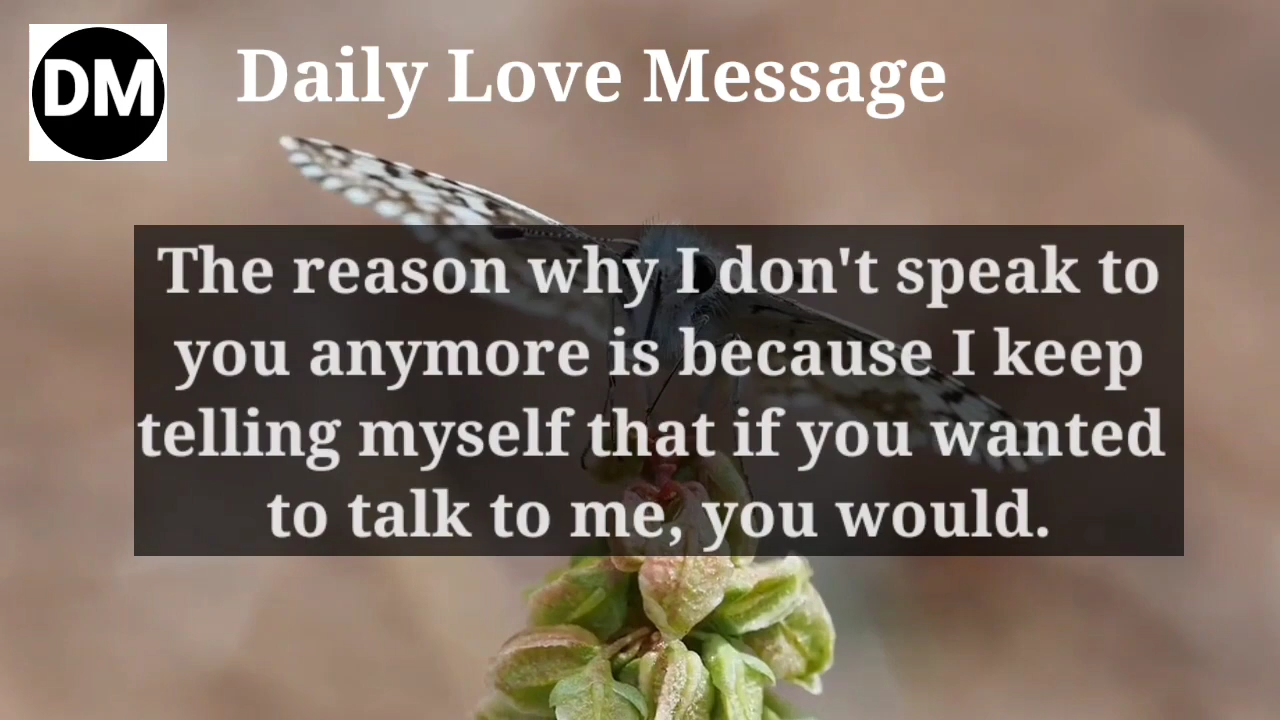 DM
Daily Love Message
The reason why I don't speak to
you anymore is because I keep
telling myself that if you wanted
to talk to me, you would.